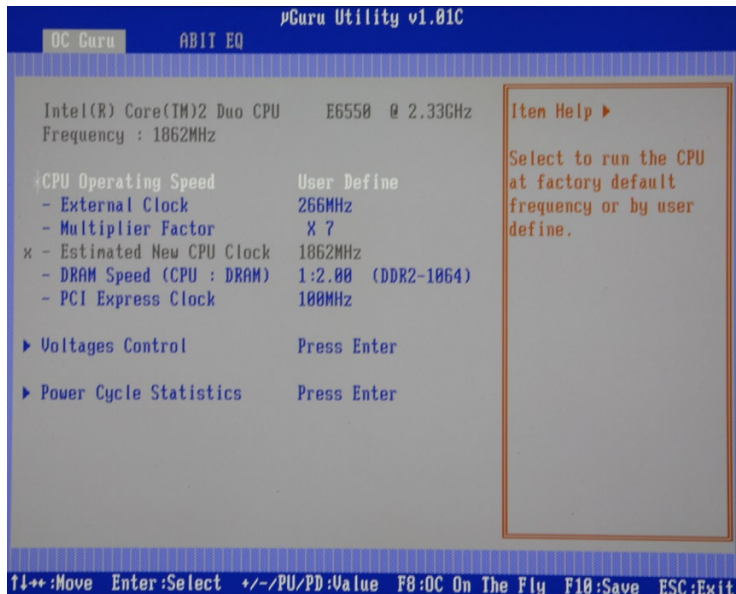 µGuru Utility v1.01C
OC Guru ABIT EQ
Intel(R) Core(TM)2 Duo CPU E6550 @ 2.33GHz
Frequency : 1862MHz
CPU Operating Speed User Define
- External Clock 266MHz
- Multiplier Factor X 7
x - Estimated New CPU Clock 1862MHz
- DRAM Speed (CPU : DRAM) 1:2.00 (DDR2-1064)
- PCI Express Clock 100MHz
Voltages Control Press Enter
Power Cycle Statistics Press Enter
Item Help
Select to run the CPU
at factory default
frequency or by user
define.
↑↓→←:Move Enter:Select +/-/PU/PD:Value F8:OC On The Fly F10:Save ESC:Exit